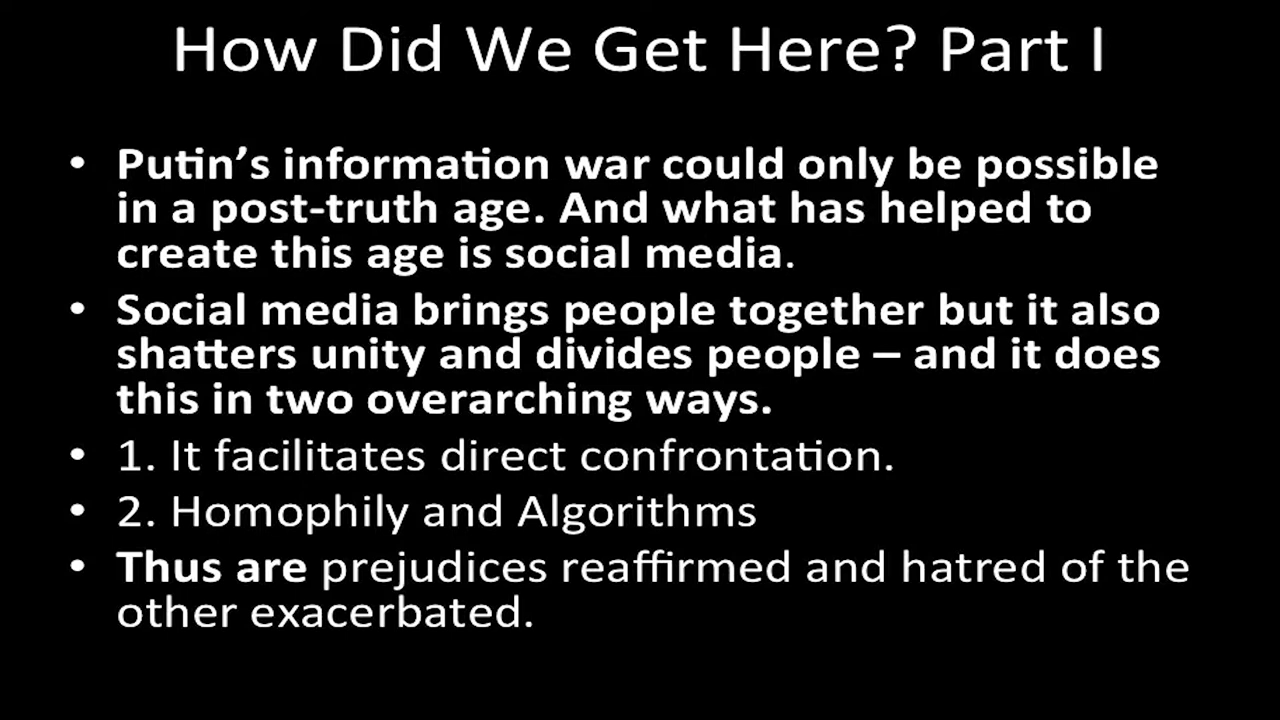 How Did We Get Here? Part I
• Putin’s information war could only be possible
in a post-truth age. And what has helped to
create this age is social media.
• Social media brings people together but it also
shatters unity and divides people – and it does
this in two overarching ways.
• 1. It facilitates direct confrontation.
• 2. Homophily and Algorithms
• Thus are prejudices reaffirmed and hatred of the
other exacerbated.